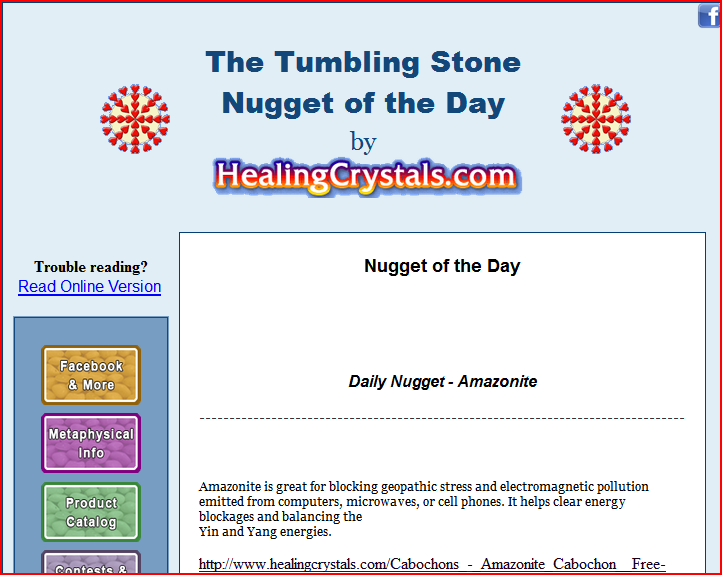 f
The Tumbling Stone
Nugget of the Day
by
HealingCrystals.com
Trouble reading?
Read Online Version
Facebook
& More
Metaphysical
Info
Product
Catalog
Contests &
Nugget of the Day
Daily Nugget - Amazonite
--------------------------------------------------------------------------------
Amazonite is great for blocking geopathic stress and electromagnetic pollution
emitted from computers, microwaves, or cell phones. It helps clear energy
blockages and balancing the
Yin and Yang energies.
http://www.healingcrystals.com/Cabochons_-_Amazonite_Cabochon__Free-